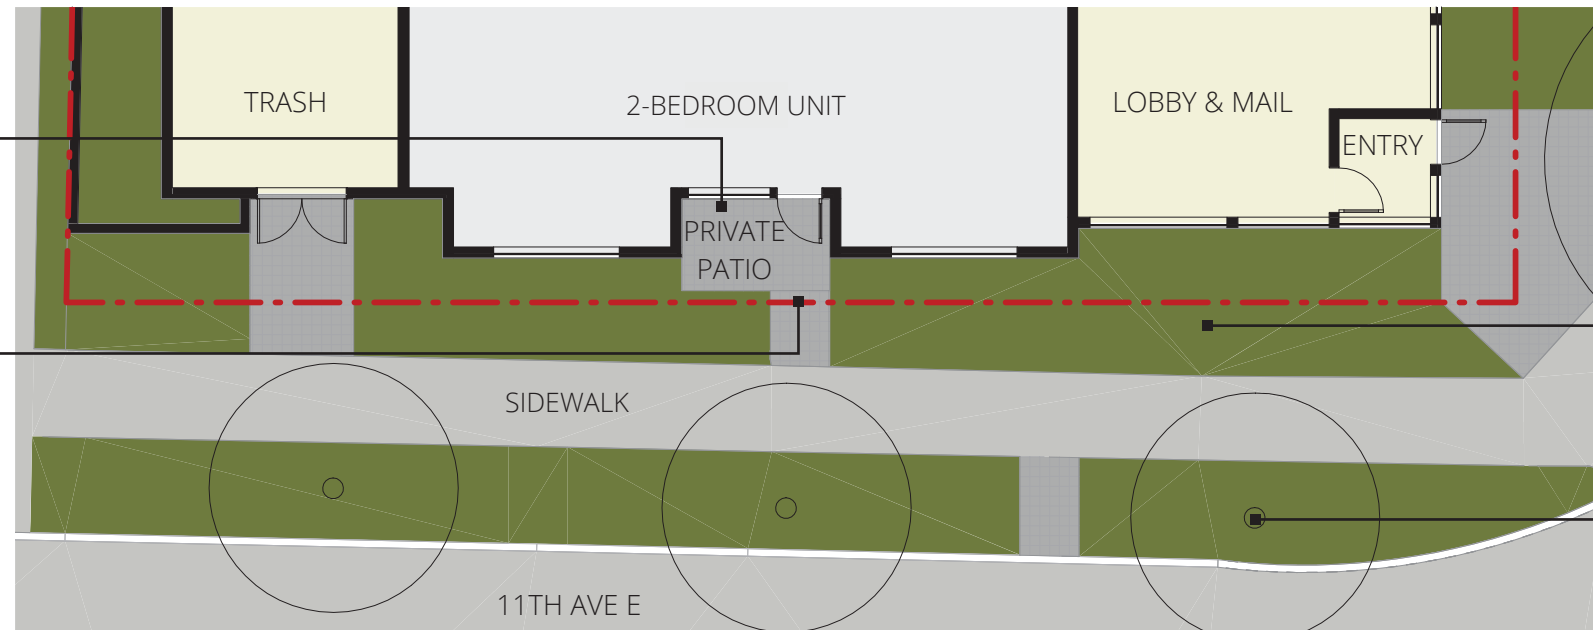 TRASH
2-BEDROOM UNIT
LOBBY & MAIL
ENTRY
PRIVATE
PATIO
SIDEWALK
11TH AVE E